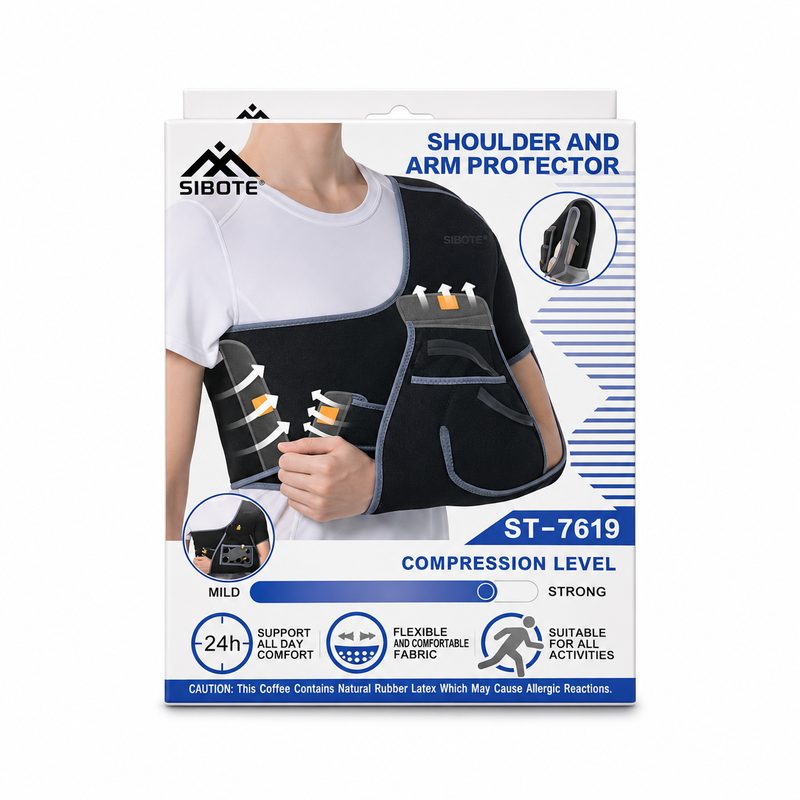 SIBOTE®
SHOULDER AND
ARM PROTECTOR
SIBOTE®
ST-7619
COMPRESSION LEVEL
MILD
STRONG
24h
SUPPORT
ALL DAY
COMFORT
FLEXIBLE
AND COMFORTABLE
FABRIC
SUITABLE
FOR ALL
ACTIVITIES
CAUTION: This Coffee Contains Natural Rubber Latex Which May Cause Allergic Reactions.